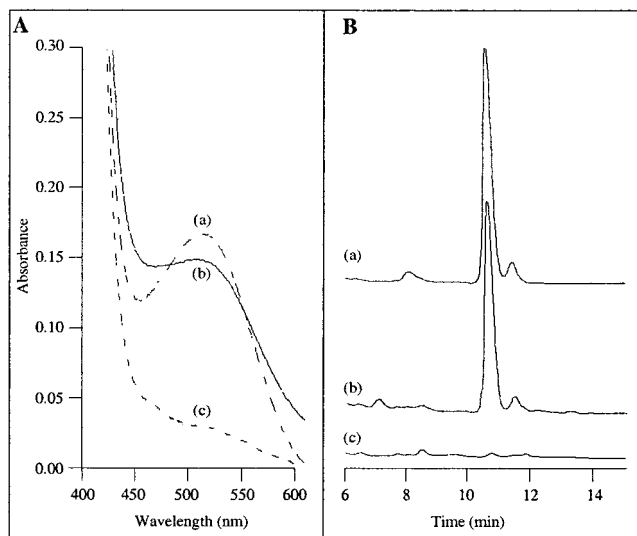 A
0.30
0.25
0.20
0.15
0.10
0.05
0.00
Absorbance
(a)
(b)
(c)
400 450 500 550 600
Wavelength (nm)
B
(a)
(b)
(c)
6 8 10 12 14
Time (min)